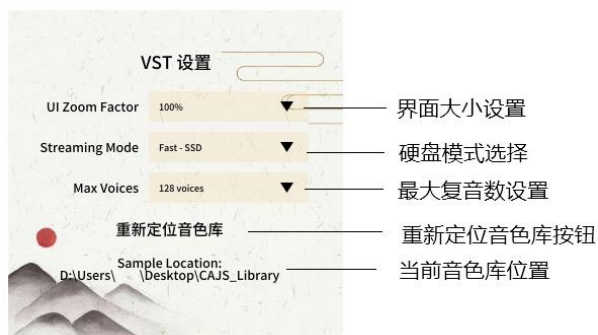 VST 设置
UI Zoom Factor 100% 界面大小设置
Streaming Mode Fast - SSD 硬盘模式选择
Max Voices 128 voices 最大复音数设置
重新定位音色库 重新定位音色库按钮
Sample Location: 当前音色库位置
D:\Users\ \Desktop\CAJS_Library